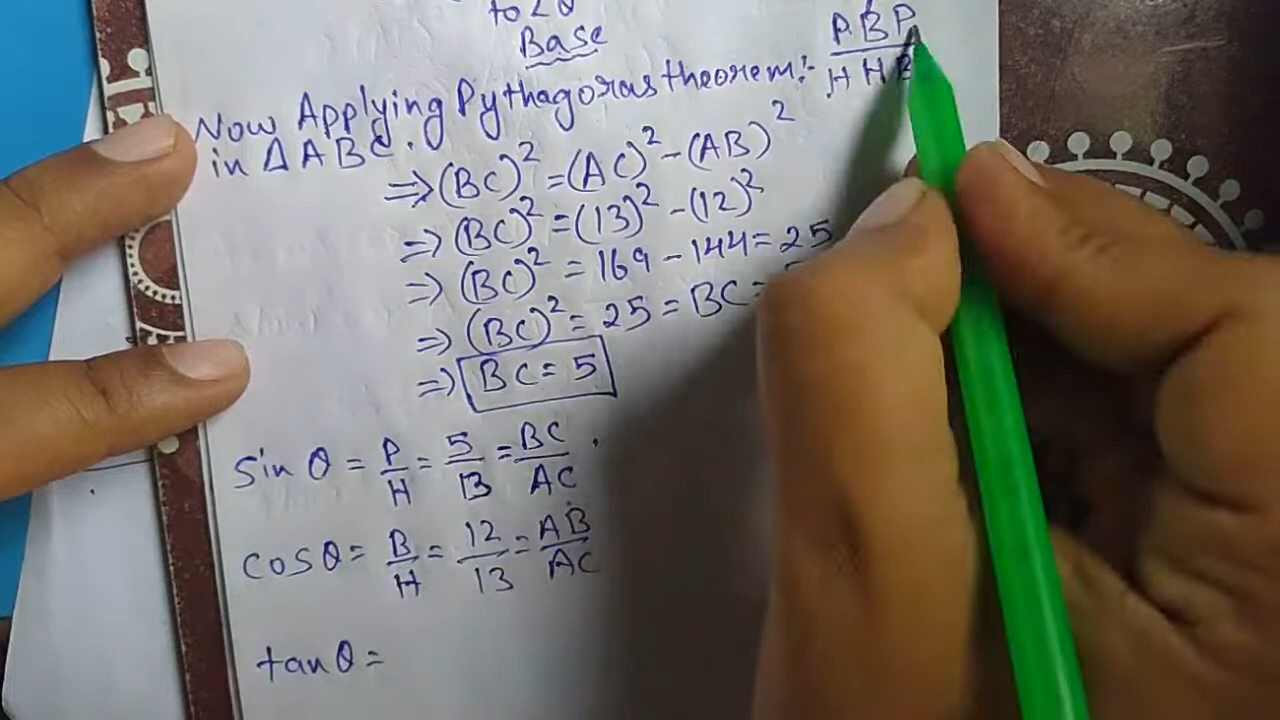 to ∠θ
Base
P B P
H H B
Now Applying Pythagoras theorem:-
in ΔABC.
⇒ (BC)² = (AC)² - (AB)²
⇒ (BC)² = (13)² - (12)²
⇒ (BC)² = 169 - 144 = 25
⇒ (BC)² = 25 = BC =
⇒ BC = 5
sin θ = P/H = 5/13 = BC/AC .
cos θ = B/H = 12/13 = AB/AC
tan θ =